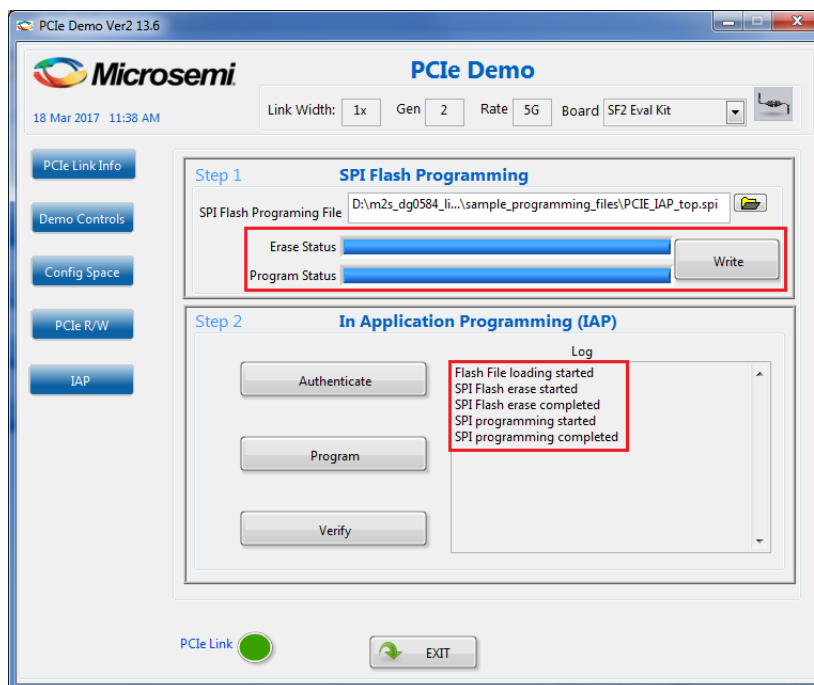 PCIe Demo Ver2 13.6
Microsemi.
PCIe Demo
18 Mar 2017 11:38 AM
Link Width: 1x Gen 2 Rate 5G Board SF2 Eval Kit
PCIe Link Info
Demo Controls
Config Space
PCIe R/W
IAP
Step 1 SPI Flash Programming
SPI Flash Programing File D:\m2s_dg0584_li...\sample_programming_files\PCIE_IAP_top.spi
Erase Status
Program Status
Write
Step 2 In Application Programming (IAP)
Authenticate
Program
Verify
Log
Flash File loading started
SPI Flash erase started
SPI Flash erase completed
SPI programming started
SPI programming completed
PCIe Link
EXIT